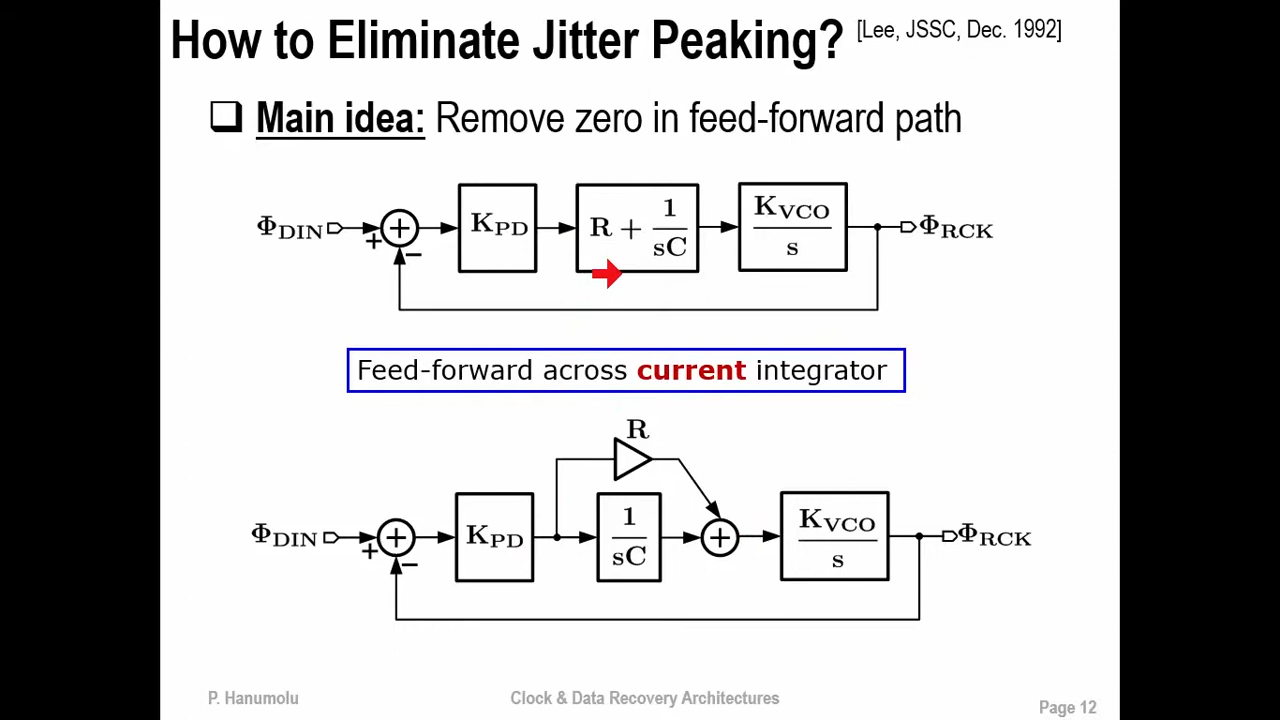 How to Eliminate Jitter Peaking? [Lee, JSSC, Dec. 1992]
Main idea: Remove zero in feed-forward path
Φ_DIN + − K_PD R + 1/sC K_VCO/s Φ_RCK
Feed-forward across current integrator
R
Φ_DIN + − K_PD 1/sC + K_VCO/s Φ_RCK
P. Hanumolu Clock & Data Recovery Architectures Page 12